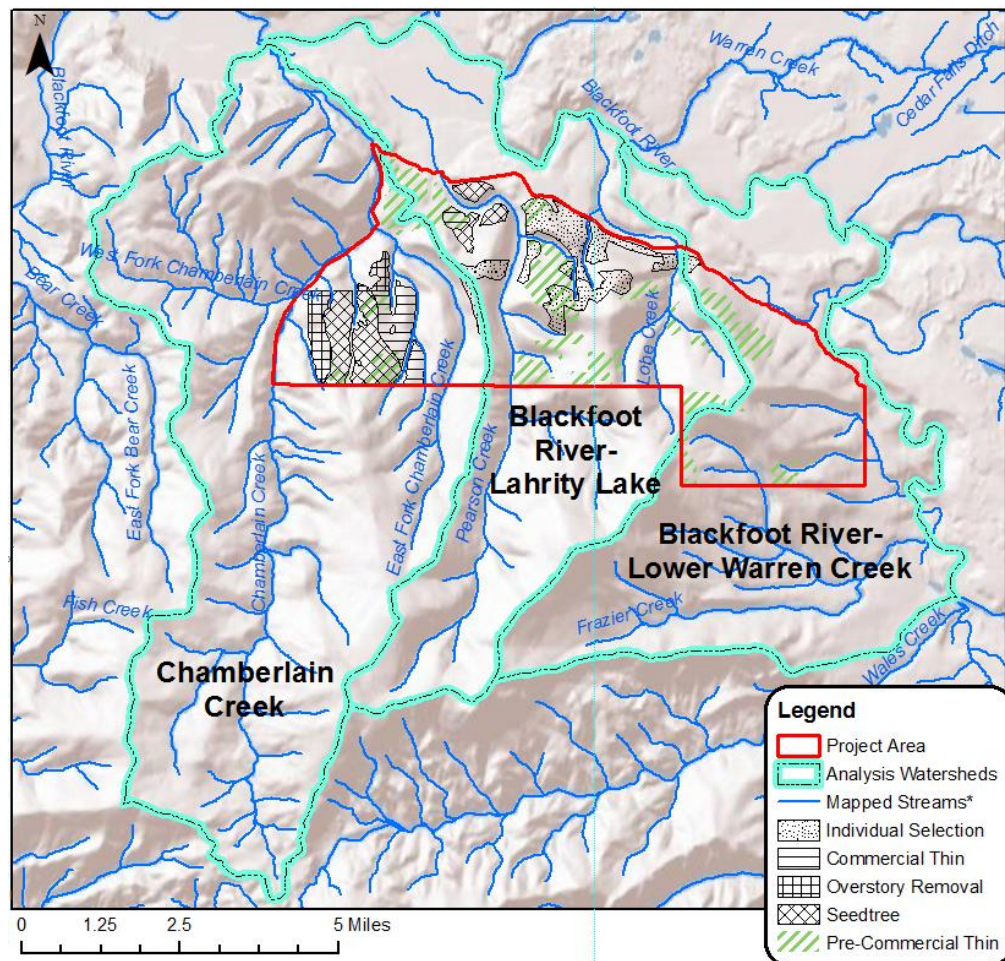 N
Warren Creek
Cedar Falls Ditch
Blackfoot River
Blackfoot River
West Fork Chamberlain Creek
Bear Creek
East Fork Bear Creek
Chamberlain Creek
East Fork Chamberlain Creek
Pearson Creek
Lobe Creek
Blackfoot
River-
Lahrity Lake
Blackfoot River-
Lower Warren Creek
Fish Creek
Frazier Creek
Wales Creek
Chamberlain
Creek
Legend
Project Area
Analysis Watersheds
Mapped Streams*
Individual Selection
Commercial Thin
Overstory Removal
Seedtree
Pre-Commercial Thin
0 1.25 2.5 5 Miles